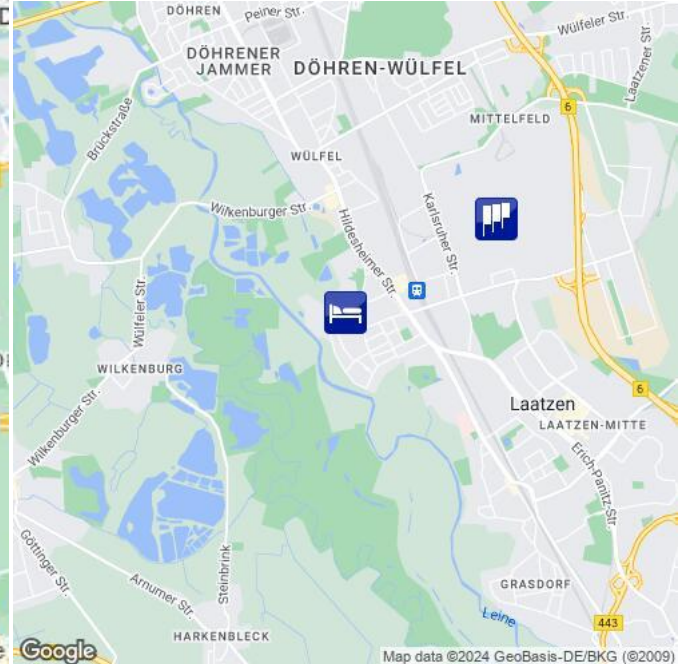 DÖHREN
Peiner Str.
Wülfeler Str.
DÖHRENER
JAMMER
DÖHREN-WÜLFEL
Laatzener Str.
6
MITTELFELD
Brückstraße
WÜLFEL
Wilkenburger Str.
Karlsruher Str.
Hildesheimer Str.
Wülfeler Str.
WILKENBURG
6
Laatzen
LAATZEN-MITTE
Wilkenburger Str.
Erich-Panitz-Str.
Göttinger Str.
Steinbrink
Arnumer Str.
GRASDORF
Leine
443
HARKENBLECK
Google
Map data ©2024 GeoBasis-DE/BKG (©2009)